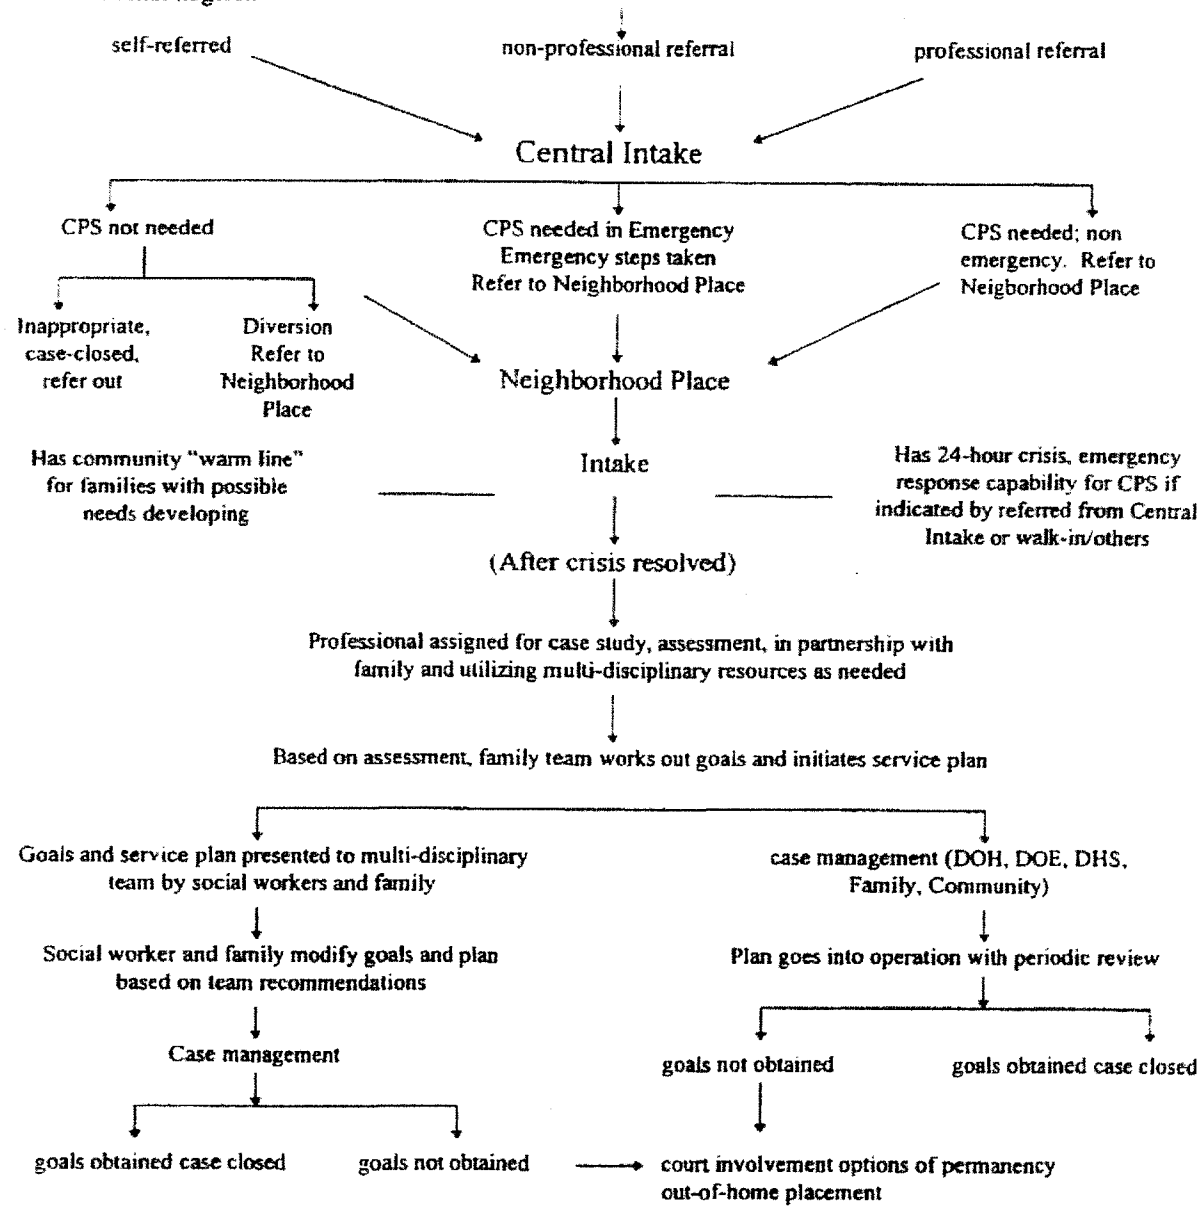 self-referred
non-professional referral
professional referral
Central Intake
CPS not needed
CPS needed in Emergency
Emergency steps taken
Refer to Neighborhood Place
CPS needed; non
emergency. Refer to
Neigborhood Place
Inappropriate,
case-closed,
refer out
Diversion
Refer to
Neighborhood
Place
Neighborhood Place
Has community "warm line"
for families with possible
needs developing
Intake
Has 24-hour crisis, emergency
response capability for CPS if
indicated by referred from Central
Intake or walk-in/others
(After crisis resolved)
Professional assigned for case study, assessment, in partnership with
family and utilizing multi-disciplinary resources as needed
Based on assessment, family team works out goals and initiates service plan
Goals and service plan presented to multi-disciplinary
team by social workers and family
case management (DOH, DOE, DHS,
Family, Community)
Social worker and family modify goals and plan
based on team recommendations
Plan goes into operation with periodic review
Case management
goals not obtained
goals obtained case closed
goals obtained case closed
goals not obtained
court involvement options of permanency
out-of-home placement